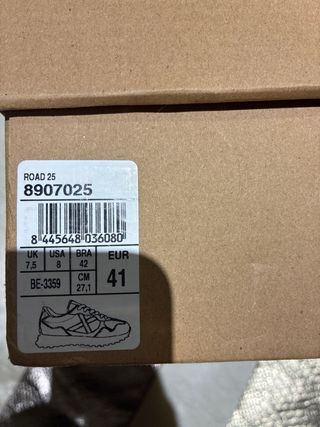 ROAD 25
8907025
8 445648 036080
UK USA BRA EUR
7,5 8 42 41
BE-3359 CM 27,1